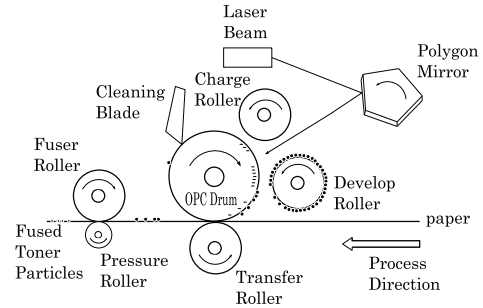 Laser
Beam
Polygon
Mirror
Charge
Roller
Cleaning
Blade
Fuser
Roller
OPC Drum
Develop
Roller
paper
Fused
Toner
Particles
Pressure
Roller
Transfer
Roller
Process
Direction